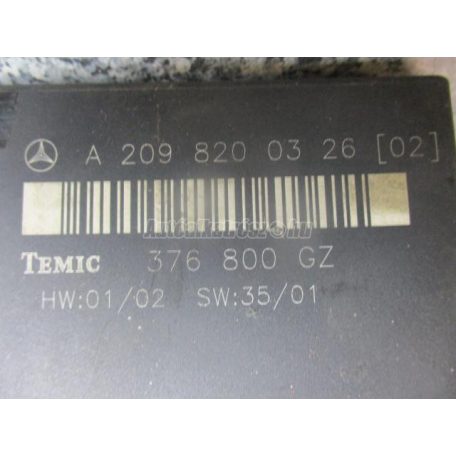 A 209 820 03 26 [02]
TEMIC 376 800 GZ
HW:01/02 SW:35/01